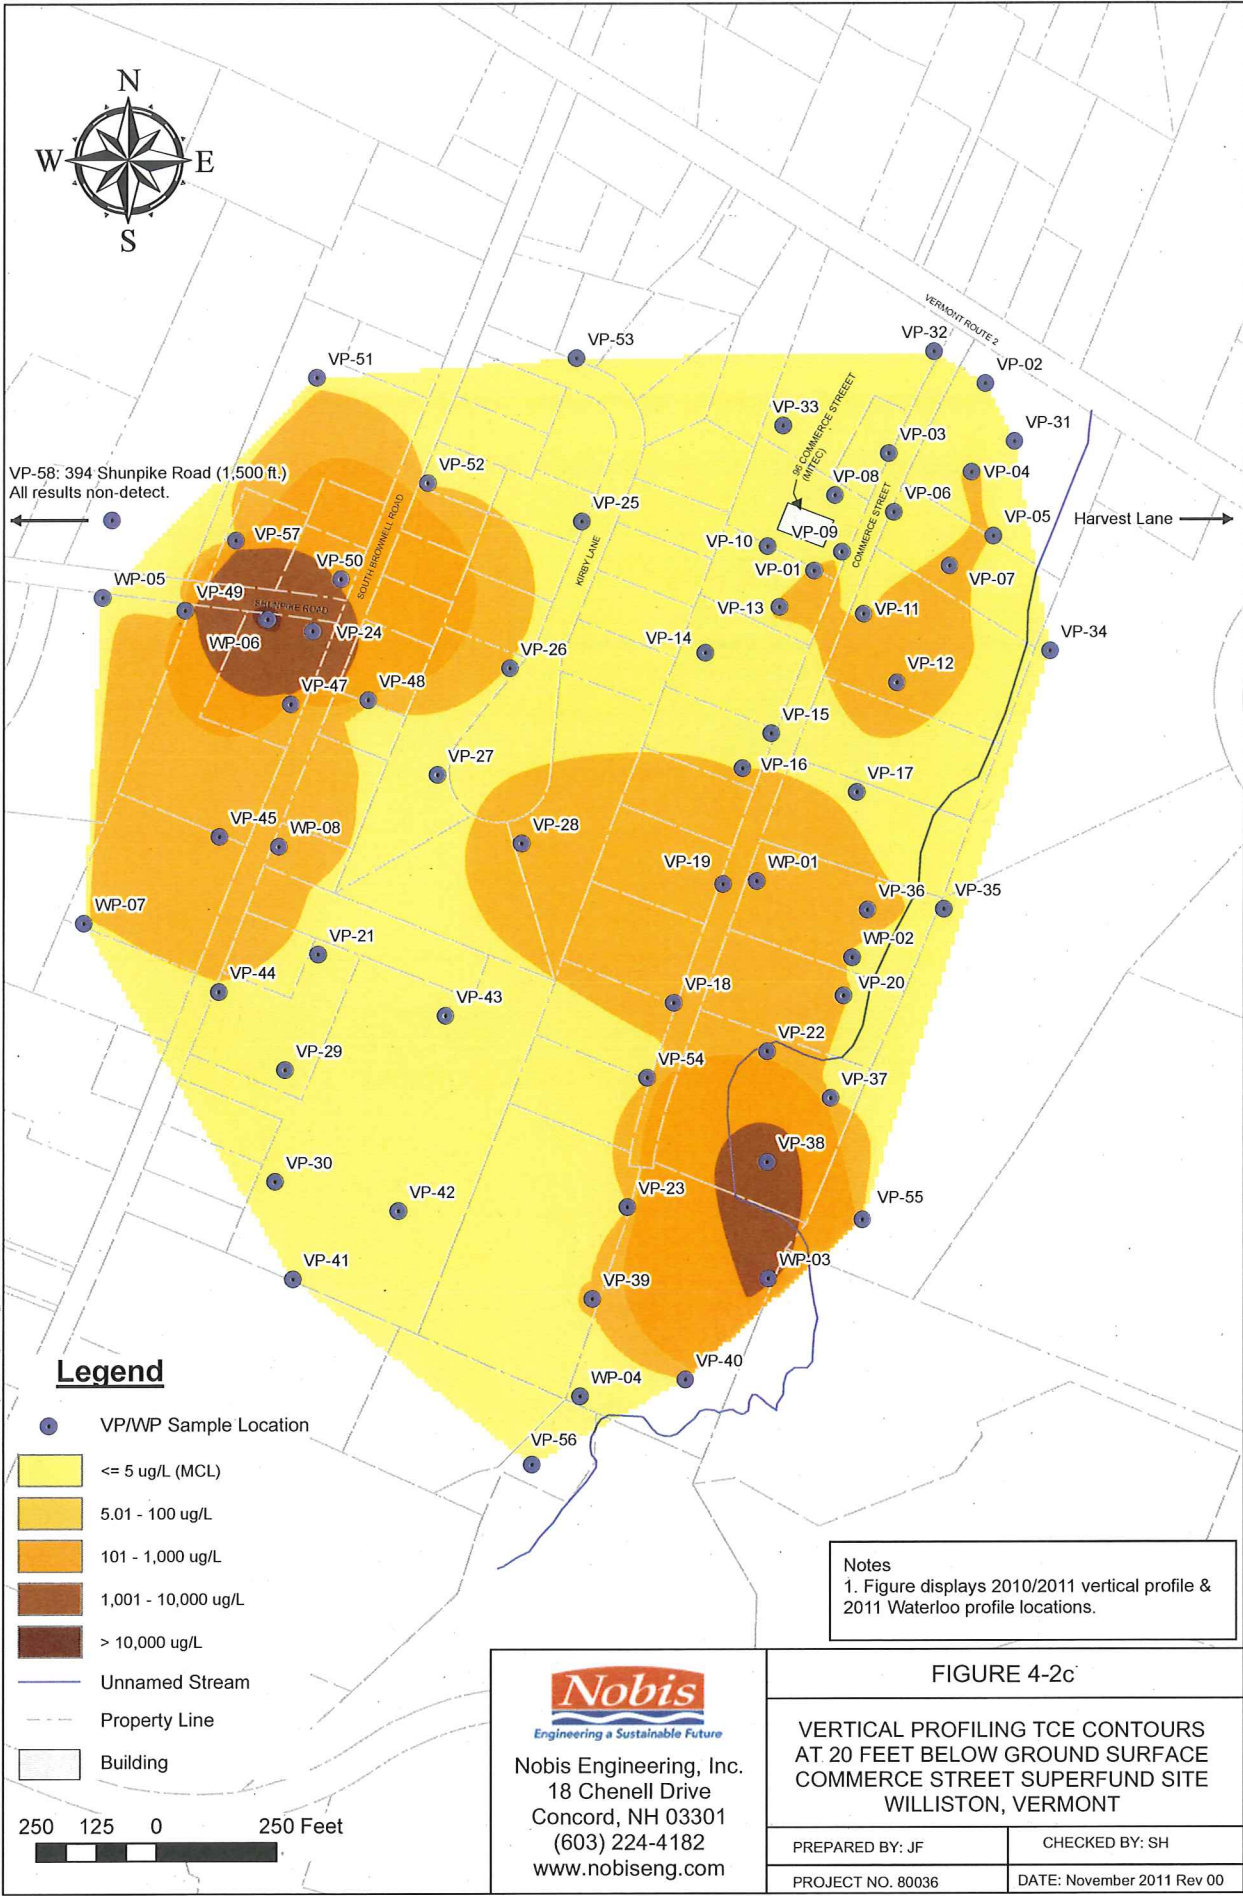 N
W
E
S
VERMONT ROUTE 2
VP-32
VP-53
VP-02
VP-51
VP-33
96 COMMERCE STREEET
(MITEC)
VP-31
VP-03
VP-58: 394 Shunpike Road (1,500 ft.)
All results non-detect.
VP-52
VP-04
VP-08
VP-25
VP-06
SOUTH BROWNELL ROAD
COMMERCE STREET
VP-05
Harvest Lane
VP-57
VP-10
VP-09
KIRBY LANE
VP-50
VP-01
VP-07
WP-05
VP-49
SHUNPIKE ROAD
VP-13
VP-11
WP-06
VP-24
VP-14
VP-34
VP-26
VP-12
VP-47
VP-48
VP-15
VP-27
VP-16
VP-17
VP-45
WP-08
VP-28
VP-19
WP-01
WP-07
VP-36
VP-35
VP-21
WP-02
VP-44
VP-20
VP-43
VP-18
VP-22
VP-29
VP-54
VP-37
VP-30
VP-38
VP-42
VP-23
VP-55
VP-41
WP-03
VP-39
VP-40
WP-04
VP-56
Legend
VP/WP Sample Location
<= 5 ug/L (MCL)
5.01 - 100 ug/L
101 - 1,000 ug/L
1,001 - 10,000 ug/L
> 10,000 ug/L
Unnamed Stream
Property Line
Building
250 125 0 250 Feet
Notes
1. Figure displays 2010/2011 vertical profile &
2011 Waterloo profile locations.
Nobis
Engineering a Sustainable Future
Nobis Engineering, Inc.
18 Chenell Drive
Concord, NH 03301
(603) 224-4182
www.nobiseng.com
FIGURE 4-2c
VERTICAL PROFILING TCE CONTOURS
AT 20 FEET BELOW GROUND SURFACE
COMMERCE STREET SUPERFUND SITE
WILLISTON, VERMONT
PREPARED BY: JF
CHECKED BY: SH
PROJECT NO. 80036
DATE: November 2011 Rev 00